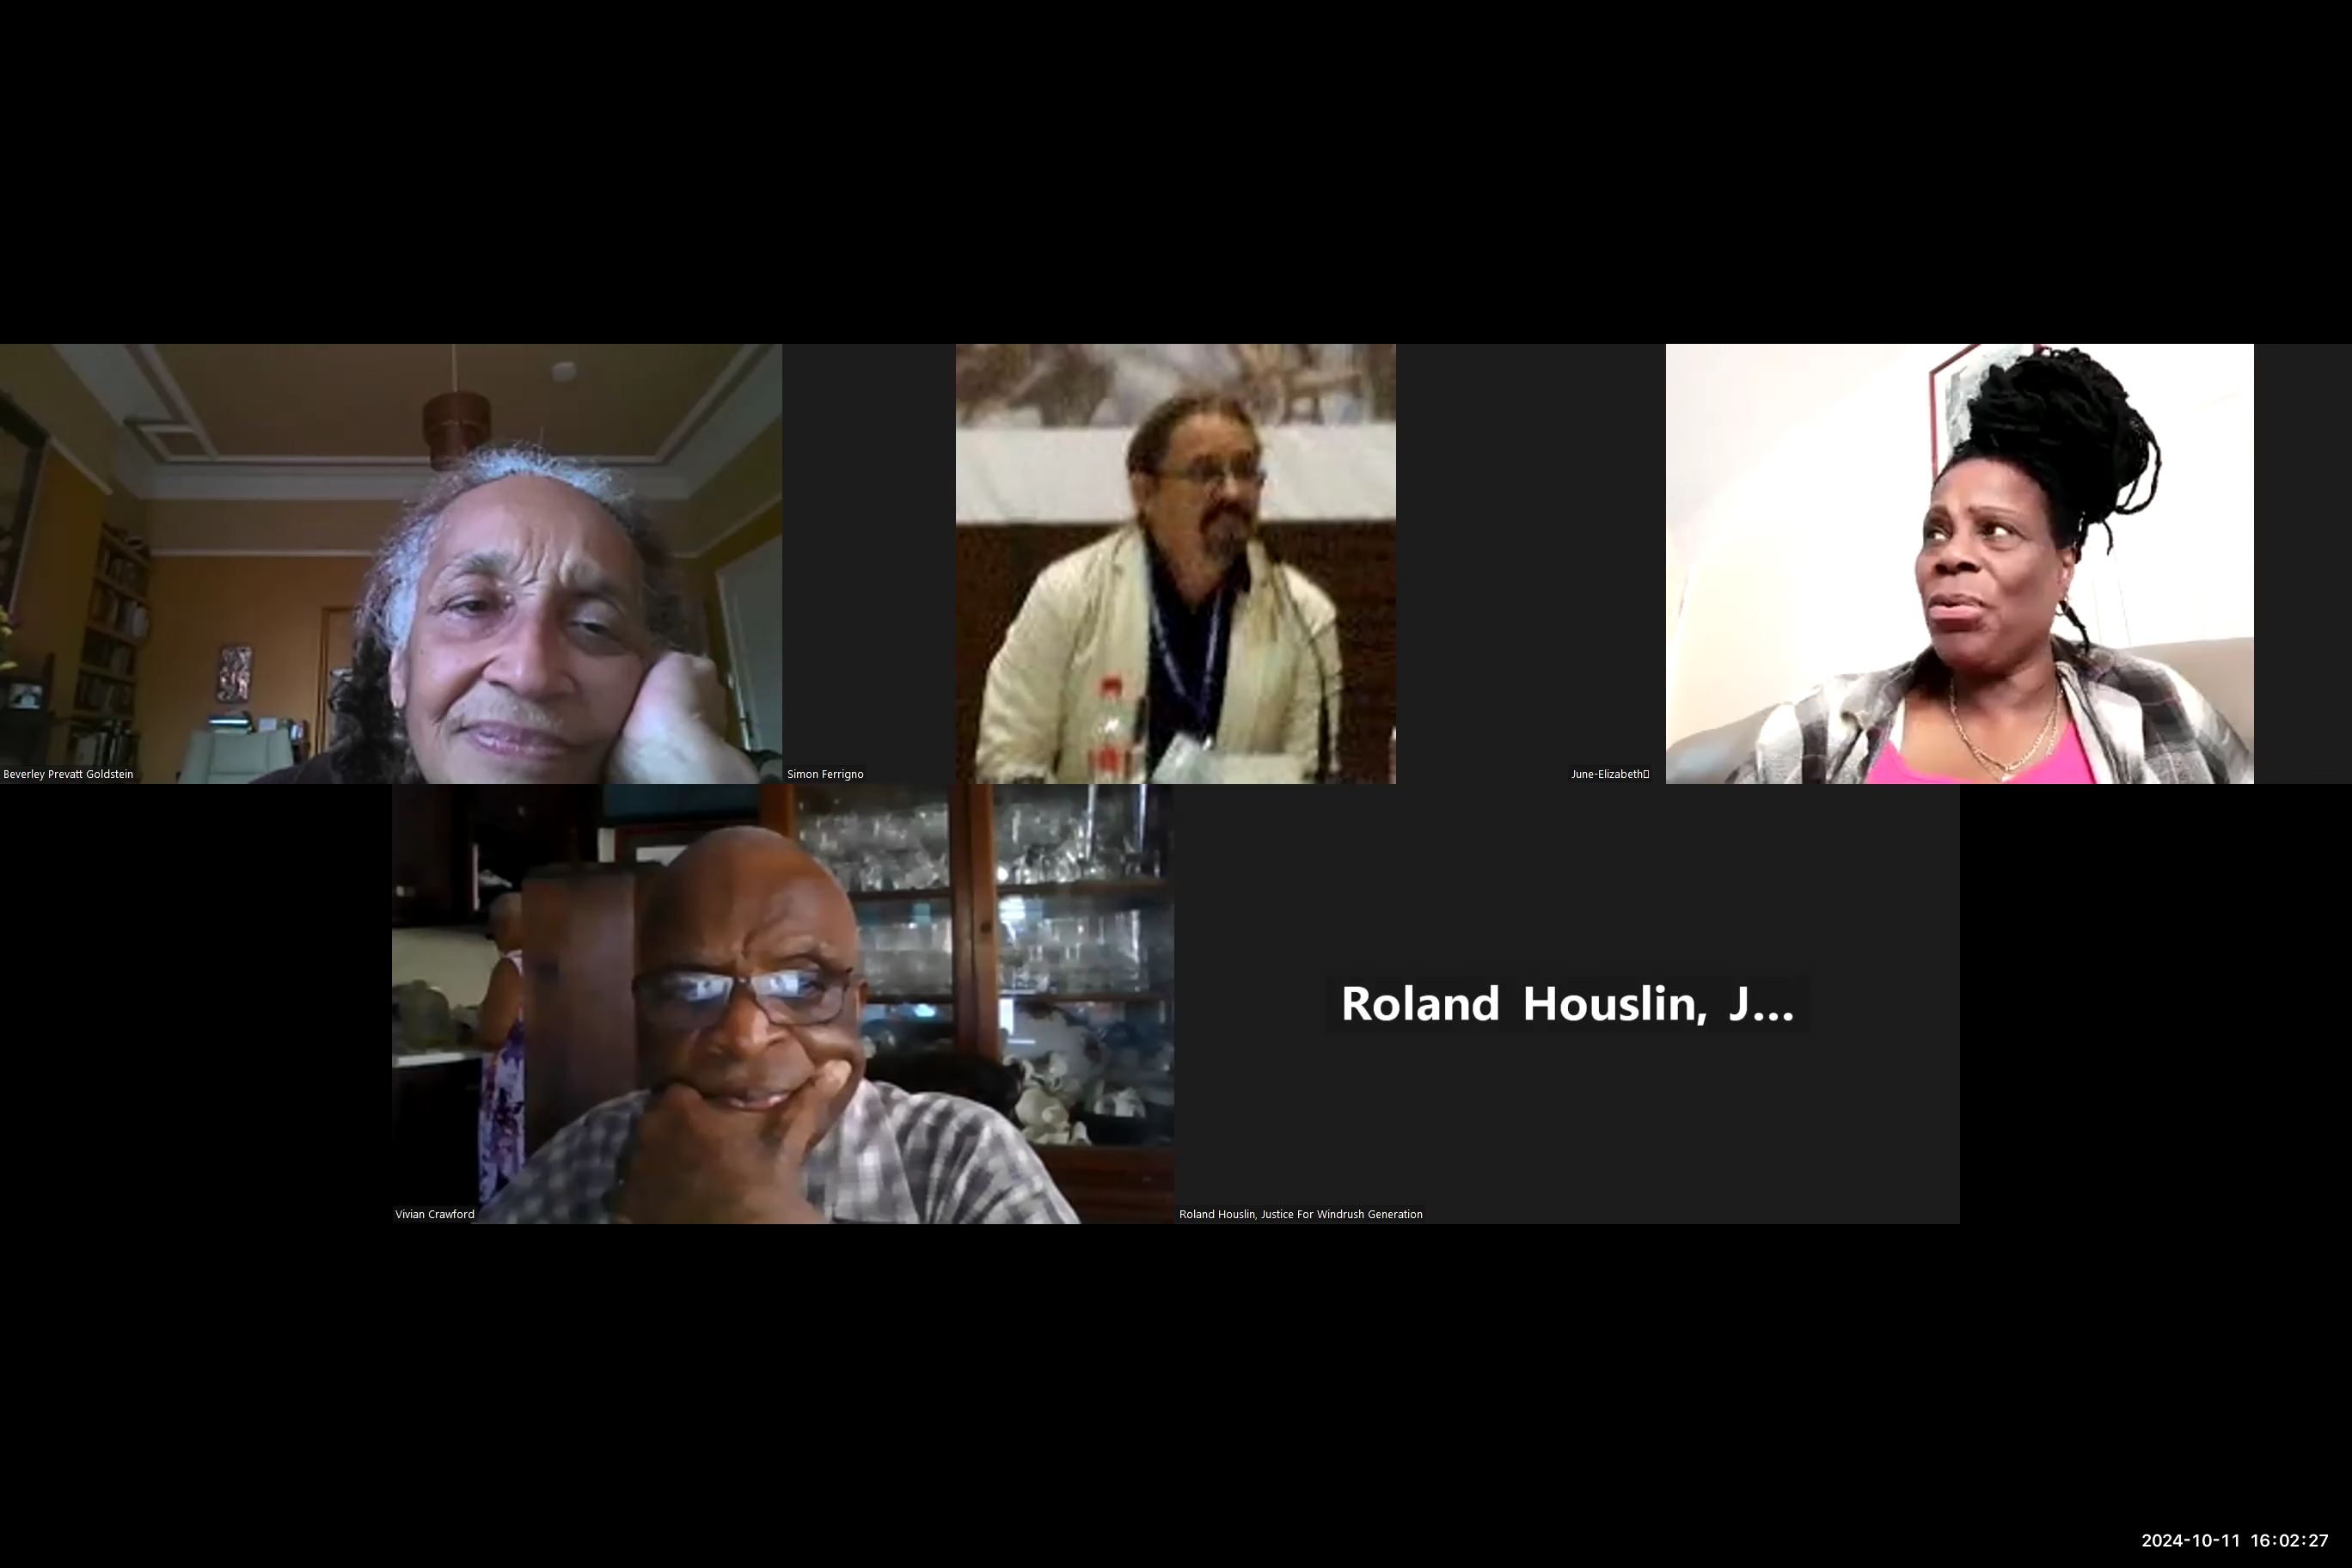 Beverley Prevatt Goldstein
Simon Ferrigno
June-Elizabeth
Roland Houslin, J...
Vivian Crawford
Roland Houslin, Justice For Windrush Generation
2024-10-11 16:02:27